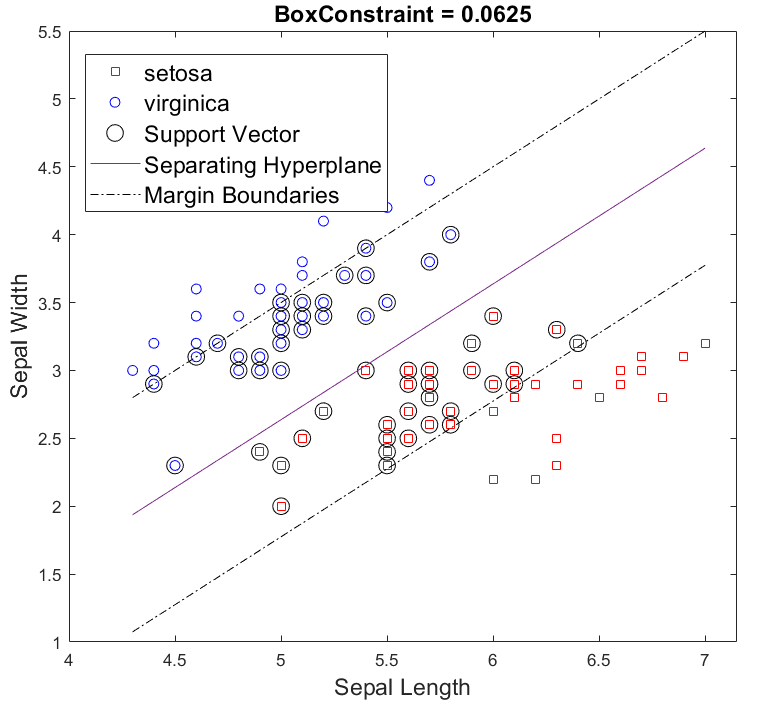 BoxConstraint = 0.0625
setosa
virginica
Support Vector
Separating Hyperplane
Margin Boundaries
5.5
5
4.5
4
3.5
3
2.5
2
1.5
1
Sepal Width
4
4.5
5
5.5
6
6.5
7
Sepal Length